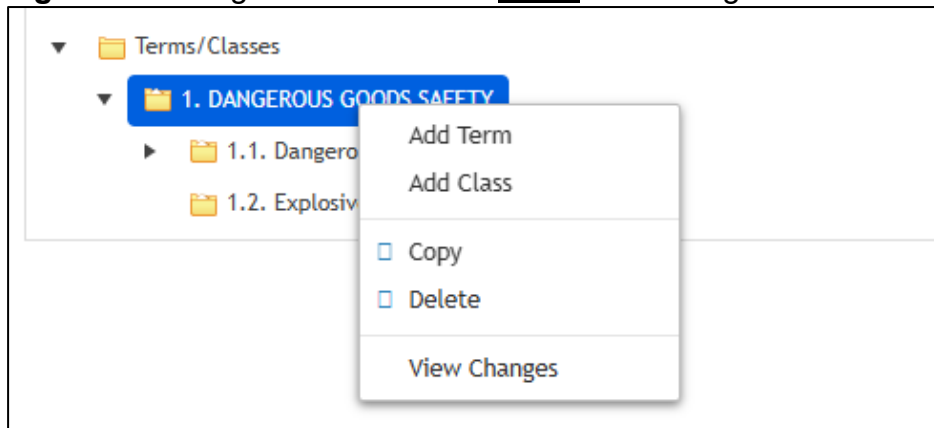 Terms/Classes
1. DANGEROUS GOODS SAFETY
Add Term
1.1. Dangero
Add Class
1.2. Explosiv
Copy
Delete
View Changes